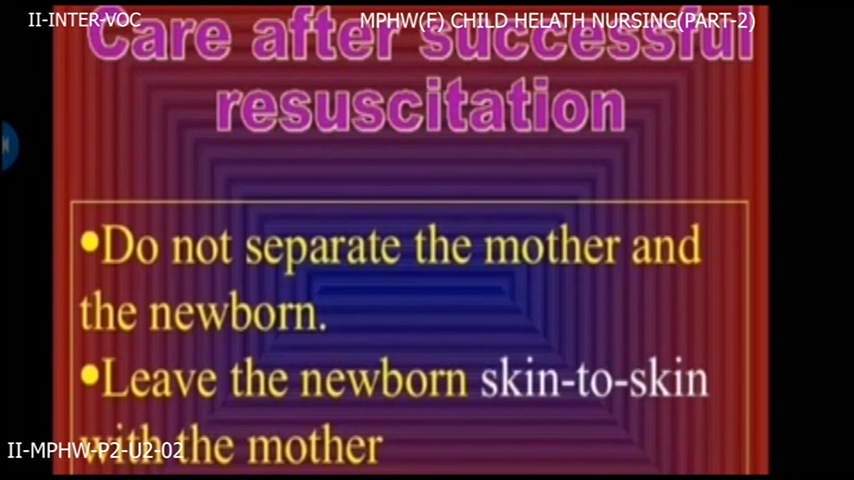 II-INTER-VOC
MPHW(F) CHILD HELATH NURSING(PART-2)
Care after successful
resuscitation
•Do not separate the mother and
the newborn.
•Leave the newborn skin-to-skin
with the mother
II-MPHW-P2-U2-02